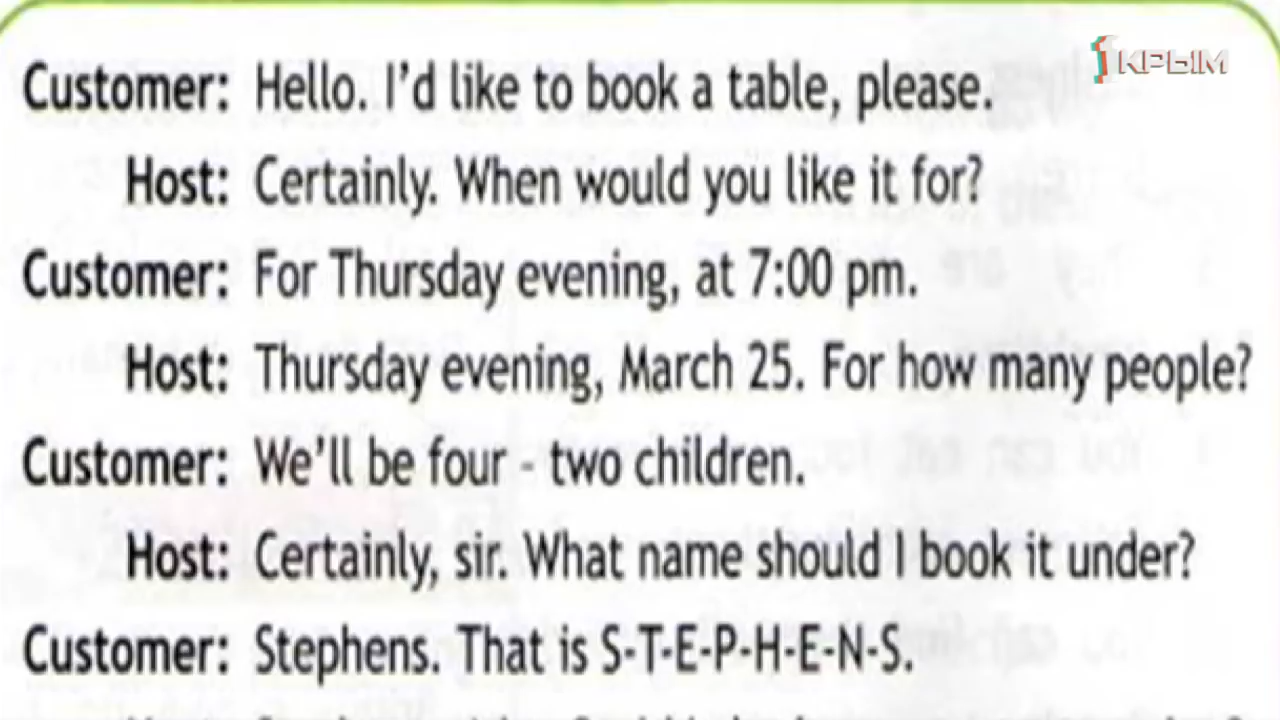 1КРЫМ
Customer: Hello. I'd like to book a table, please.
Host: Certainly. When would you like it for?
Customer: For Thursday evening, at 7:00 pm.
Host: Thursday evening, March 25. For how many people?
Customer: We'll be four - two children.
Host: Certainly, sir. What name should I book it under?
Customer: Stephens. That is S-T-E-P-H-E-N-S.